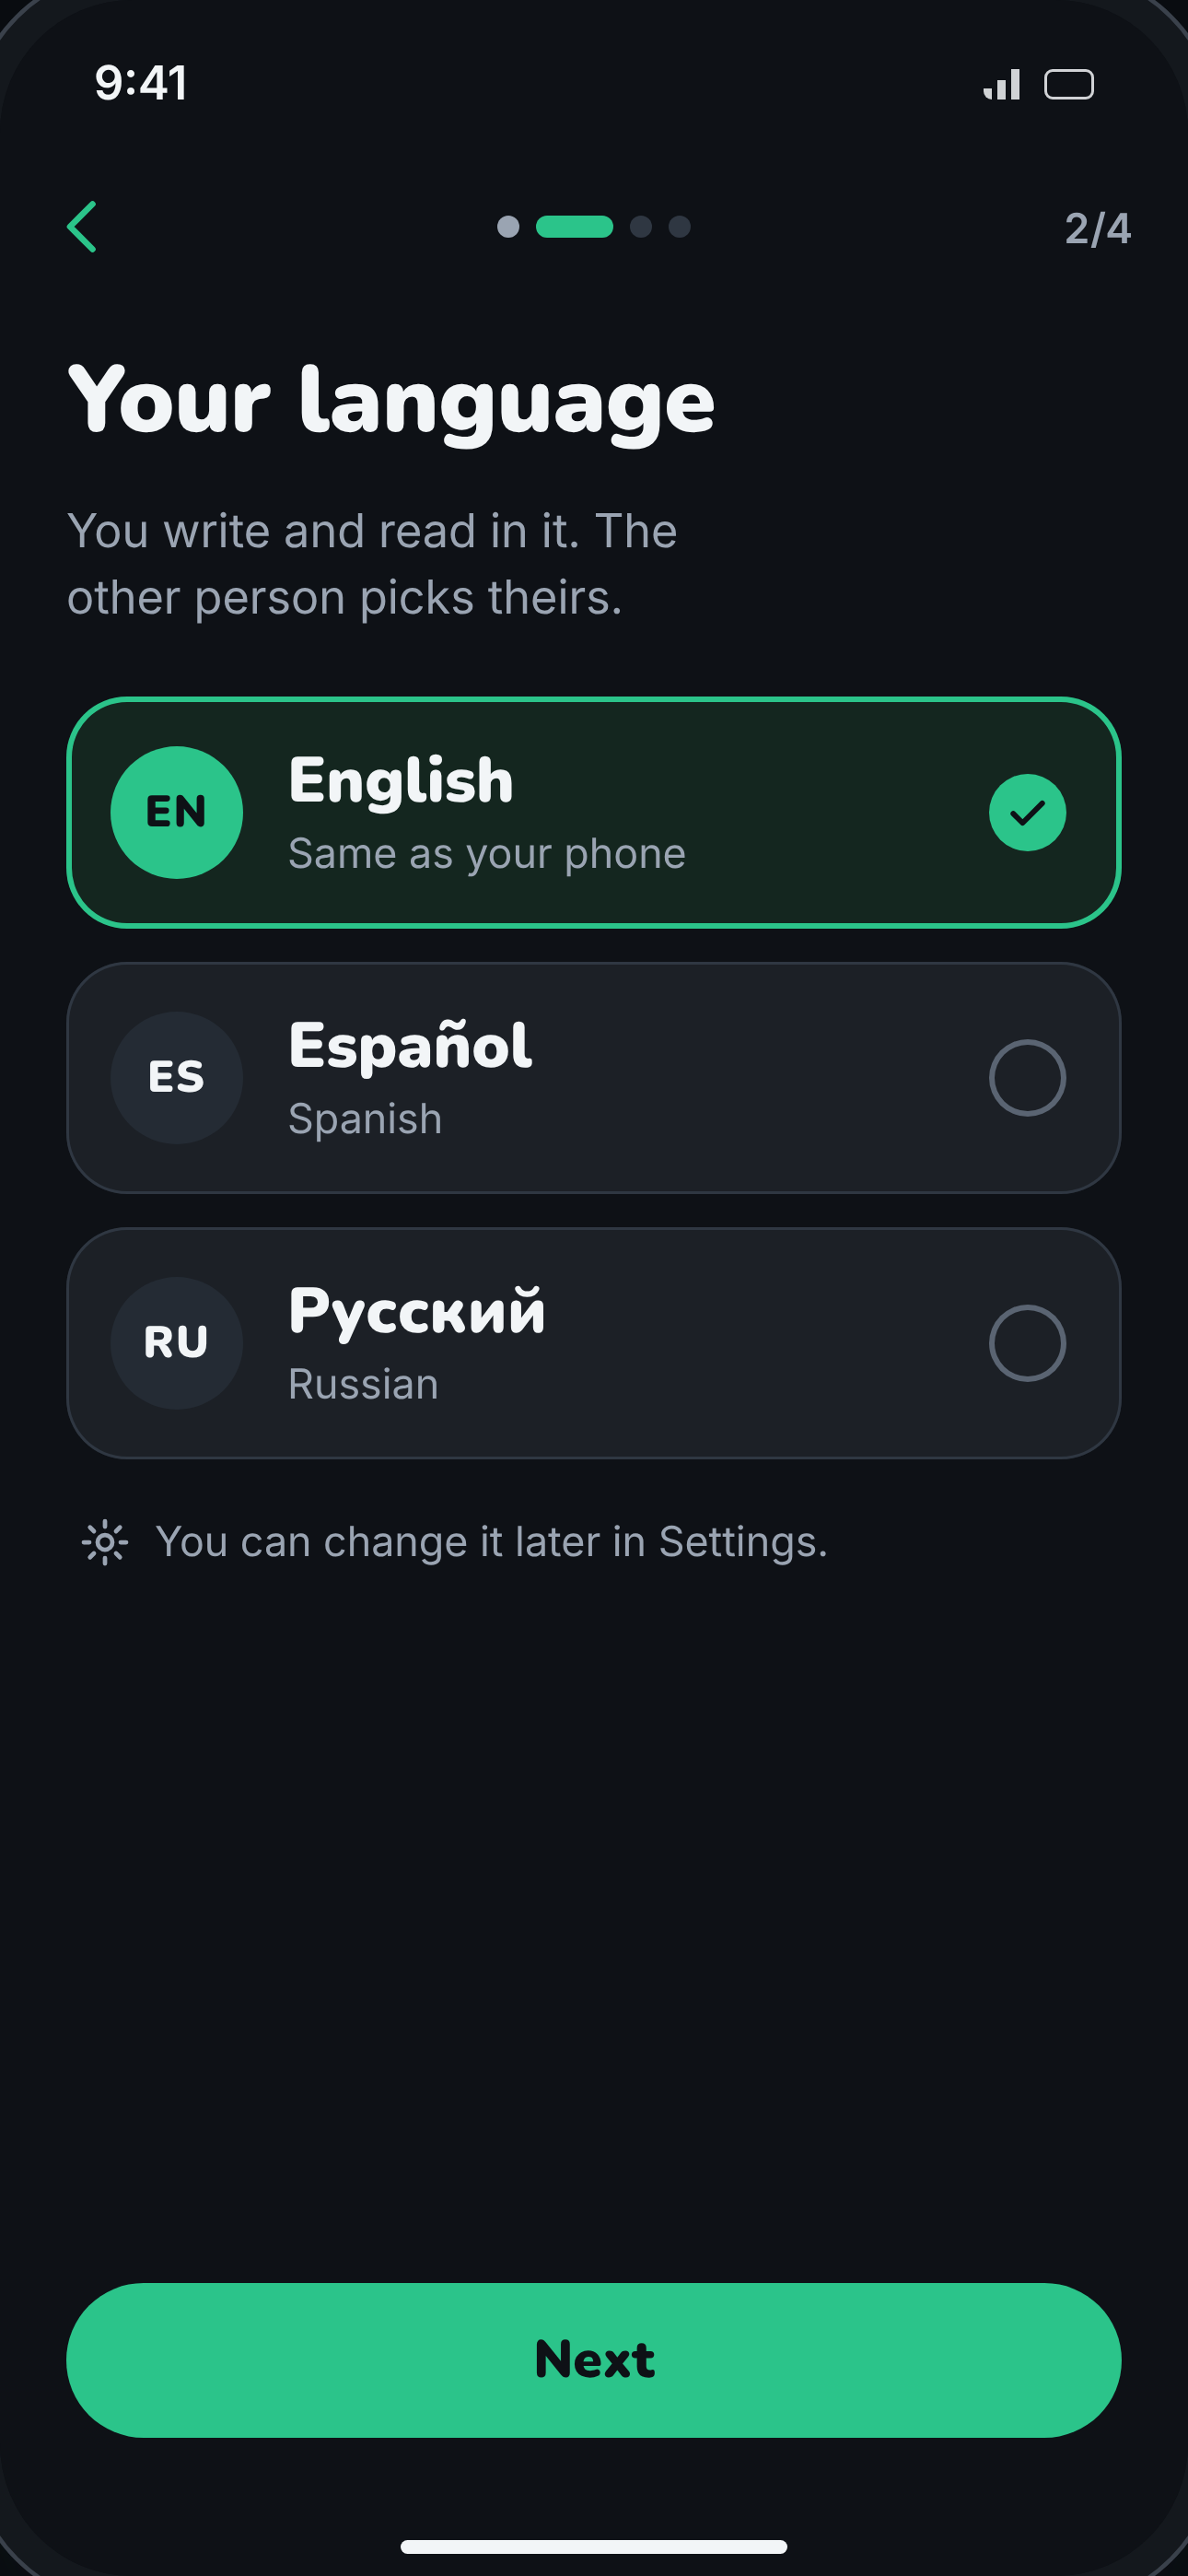 9:41
2/4
Your language
You write and read in it. The
other person picks theirs.
EN
English
Same as your phone
ES
Español
Spanish
RU
Русский
Russian
You can change it later in Settings.
Next